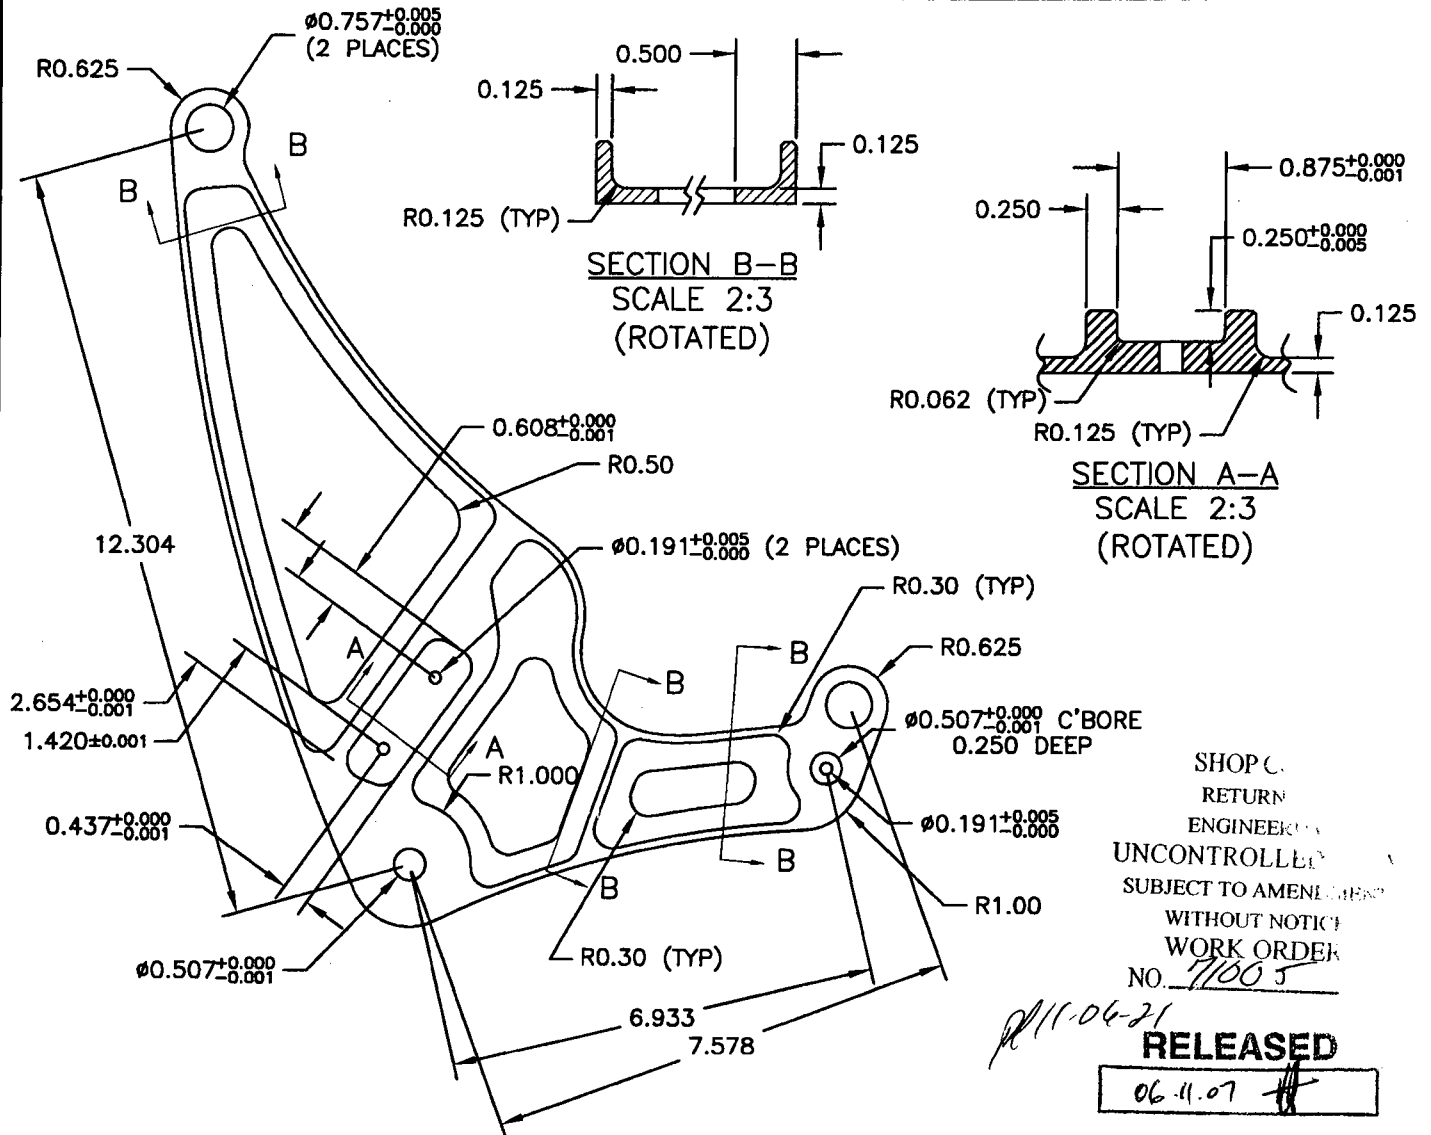 ø0.757+0.005
-0.000
(2 PLACES)
R0.625
B
B
0.500
0.125
0.125
R0.125 (TYP)
SECTION B-B
SCALE 2:3
(ROTATED)
0.875+0.000
-0.001
0.250
0.250+0.000
-0.005
0.125
R0.062 (TYP)
R0.125 (TYP)
SECTION A-A
SCALE 2:3
(ROTATED)
0.608+0.000
-0.001
R0.50
12.304
ø0.191+0.005
-0.000 (2 PLACES)
R0.30 (TYP)
R0.625
A
B
B
2.654+0.000
-0.001
1.420±0.001
A
R1.000
ø0.507+0.000
-0.001 C'BORE
0.250 DEEP
0.437+0.000
-0.001
ø0.191+0.005
-0.000
B
B
R1.00
R0.30 (TYP)
ø0.507+0.000
-0.001
6.933
7.578
SHOP
RETURN
SUBJECT TO
WITHOUT
WORK ORDER
NO. 71005
11-06-21
RELEASED
06.11.07